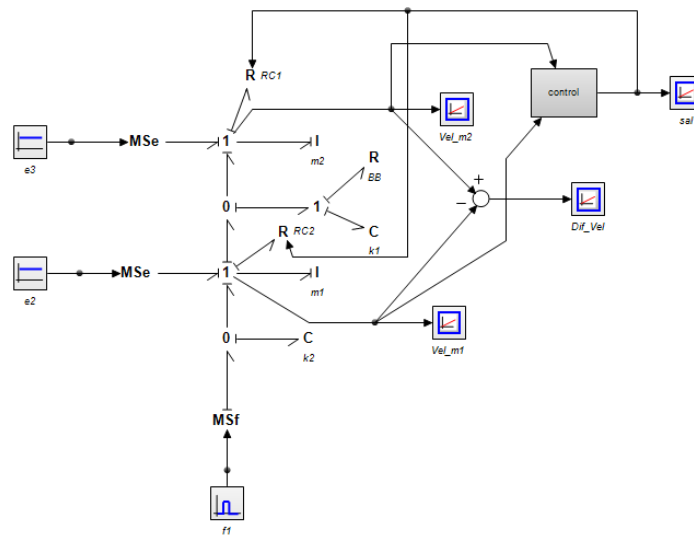 R RC1
control
Vel_m2
sal
e3
MSe 1 I
m2
R
BB
+
0 1
−
Dif_Vel
R RC2
C
k1
e2
MSe 1 I
m1
0 C
k2
Vel_m1
MSf
f1